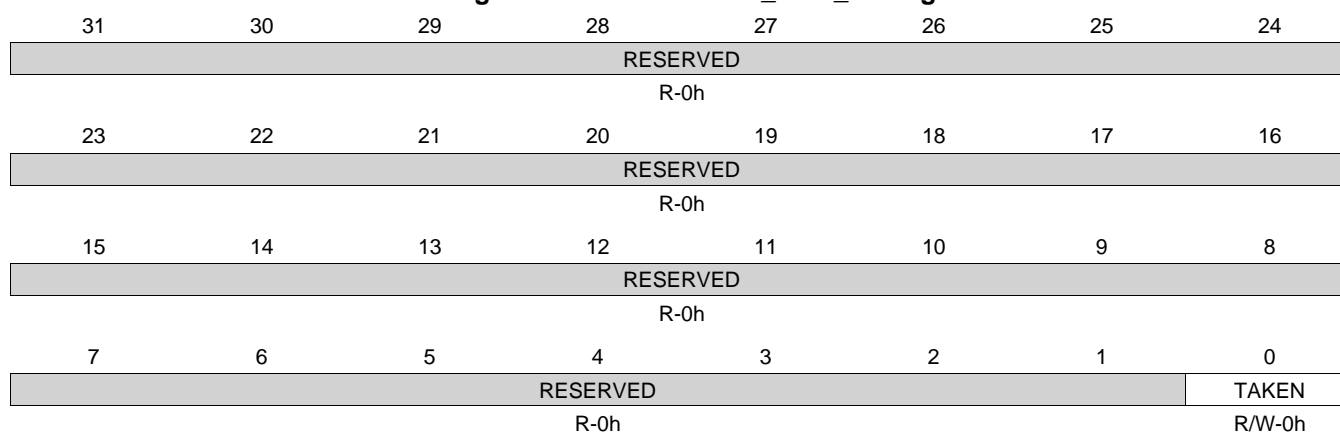 31 30 29 28 27 26 25 24
RESERVED
R-0h
23 22 21 20 19 18 17 16
RESERVED
R-0h
15 14 13 12 11 10 9 8
RESERVED
R-0h
7 6 5 4 3 2 1 0
RESERVED TAKEN
R-0h R/W-0h